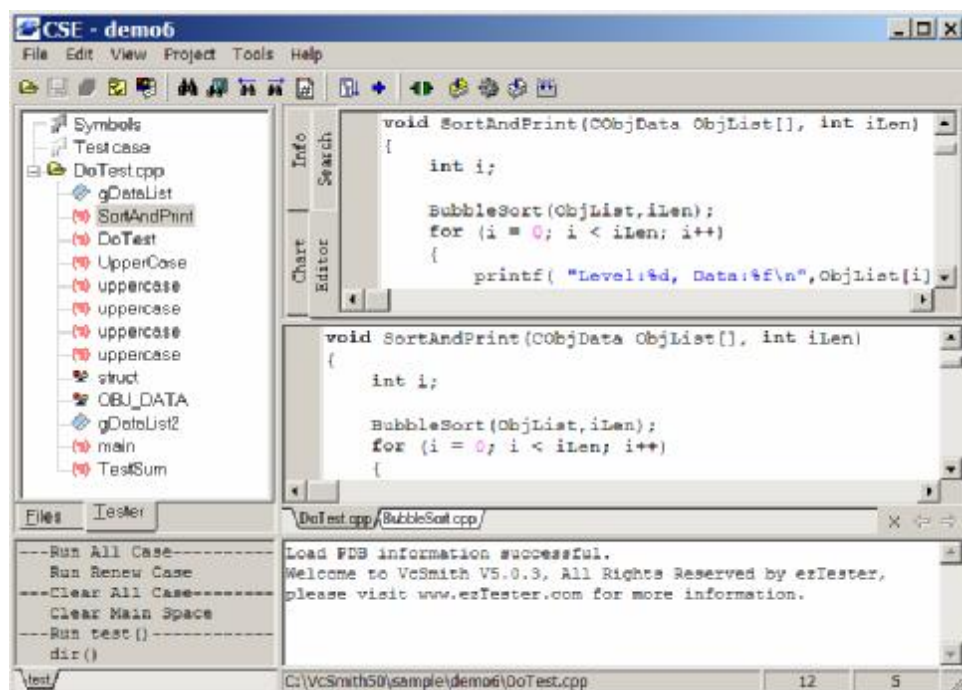 CSE - demo6
File Edit View Project Tools Help
Symbols
Testcase
DoTest.cpp
gDataList
SortAndPrint
DoTest
UpperCase
uppercase
uppercase
uppercase
uppercase
struct
OBJ_DATA
gDataList2
main
TestSum
Files Tester
Info
Search
Chart
Editor
void SortAndPrint(CObjData ObjList[], int iLen)
{
int i;
BubbleSort(ObjList,iLen);
for (i = 0; i < iLen; i++)
{
printf( "Level:%d, Data:%f\n",ObjList[i]
void SortAndPrint(CObjData ObjList[], int iLen)
{
int i;
BubbleSort(ObjList,iLen);
for (i = 0; i < iLen; i++)
{
DoTest.cpp BubbleSort.cpp
---Run All Case-----------
Run Renew Case
---Clear All Case--------
Clear Main Space
---Run test()------------
dir()
test
Load PDB information successful.
Welcome to VcSmith V5.0.3, All Rights Reserved by ezTester,
please visit www.ezTester.com for more information.
C:\VcSmith50\sample\demo6\DoTest.cpp 12 5